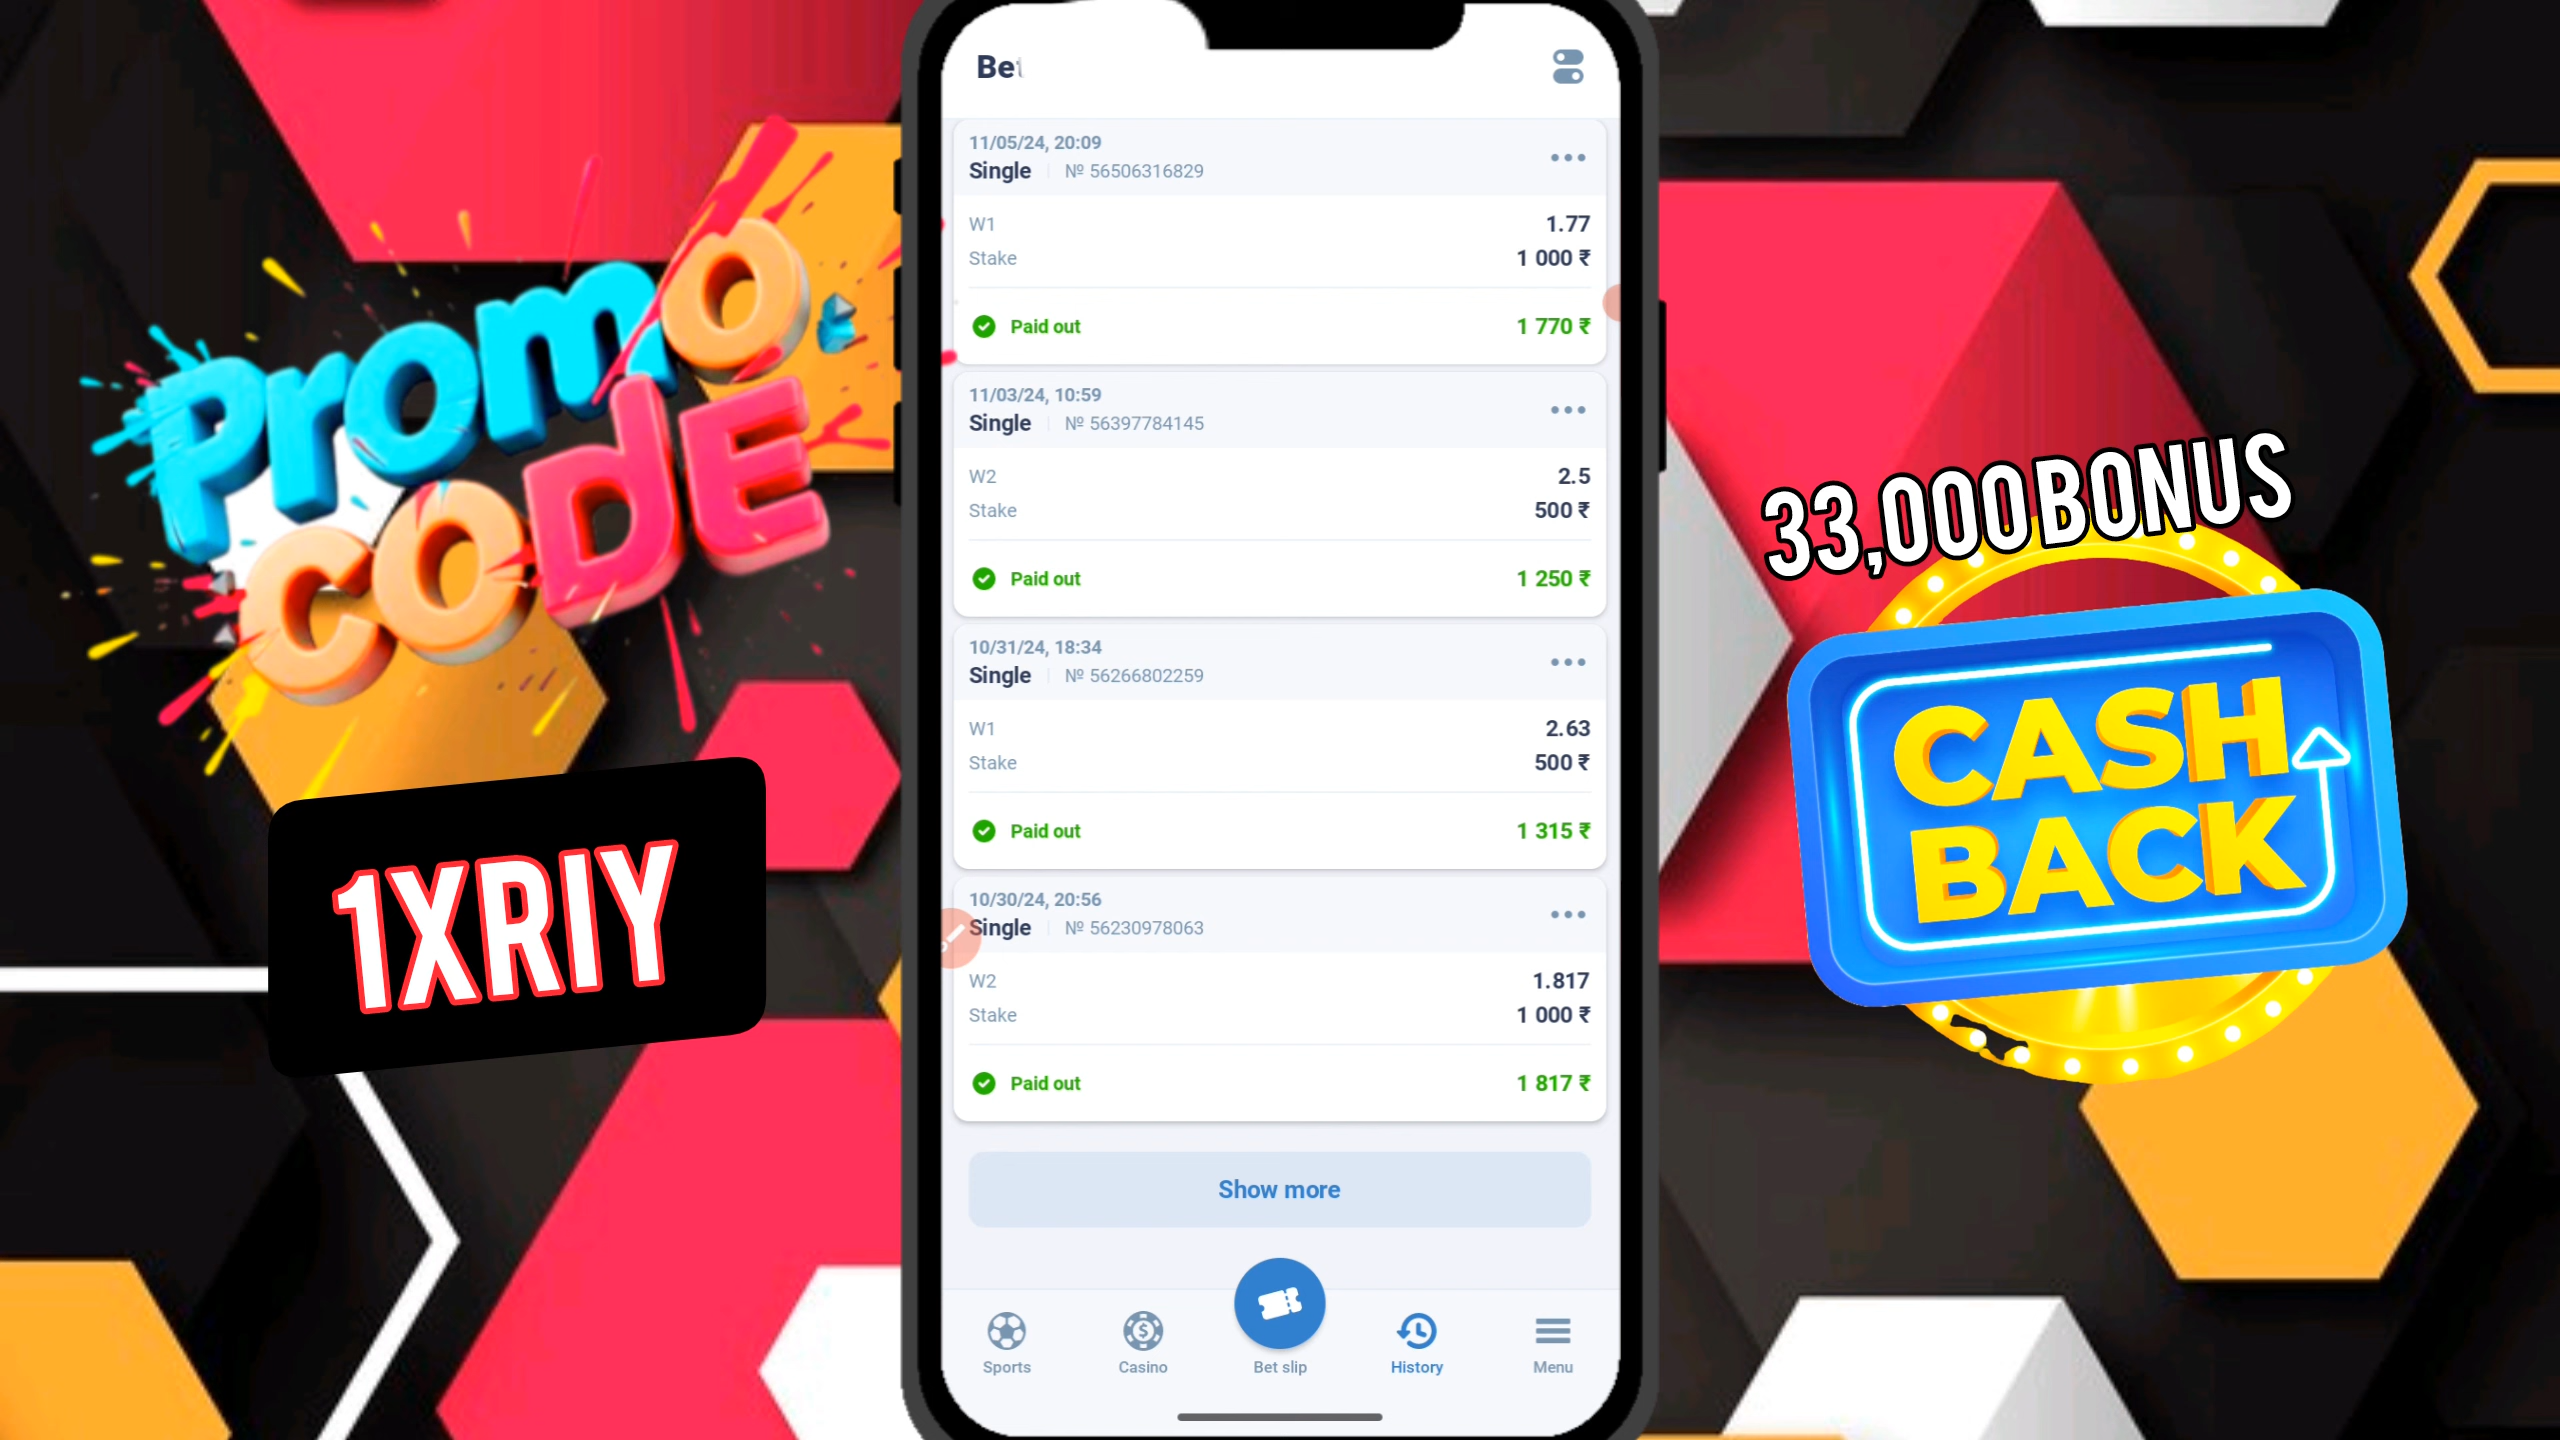 Promo
CODE
1XRIY
Bet
11/05/24, 20:09
Single № 56506316829
W1 1.77
Stake 1 000 ₹
Paid out 1 770 ₹
11/03/24, 10:59
Single № 56397784145
W2 2.5
Stake 500 ₹
Paid out 1 250 ₹
10/31/24, 18:34
Single № 56266802259
W1 2.63
Stake 500 ₹
Paid out 1 315 ₹
10/30/24, 20:56
Single № 56230978063
W2 1.817
Stake 1 000 ₹
Paid out 1 817 ₹
Show more
Sports Casino Bet slip History Menu
33,000 BONUS
CASH
BACK